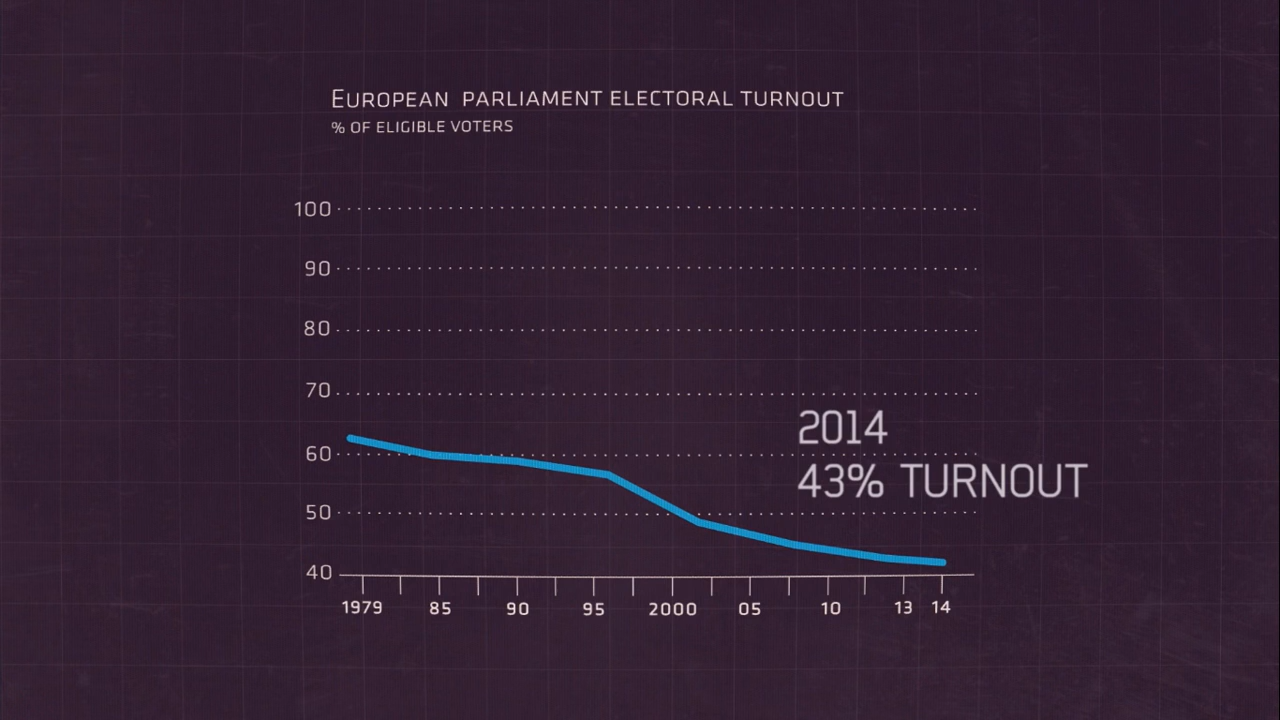 EUROPEAN PARLIAMENT ELECTORAL TURNOUT
% OF ELIGIBLE VOTERS
100
90
80
70
2014
60
43% TURNOUT
50
40
1979 85 90 95 2000 05 10 13 14